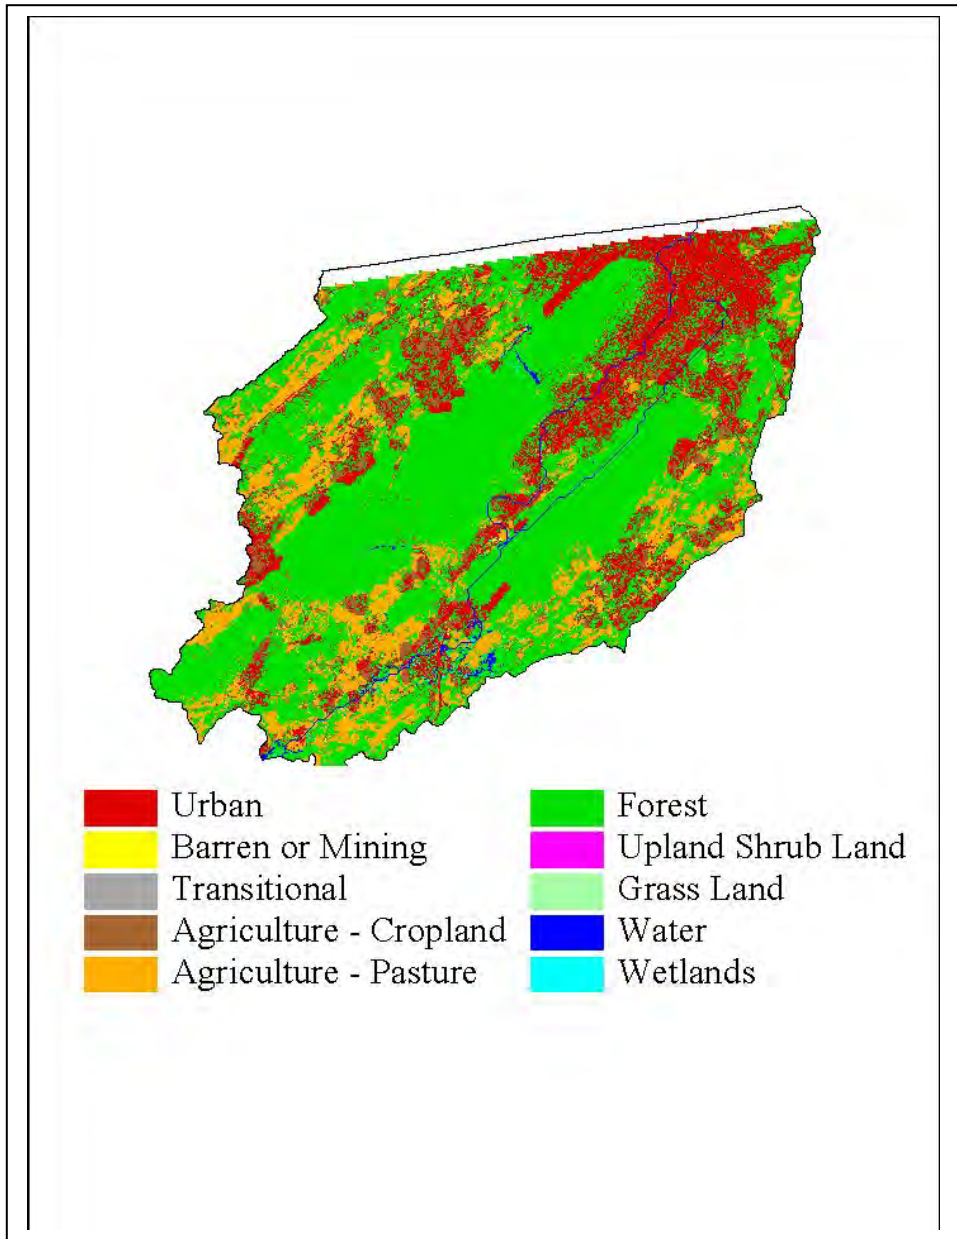 Urban
Barren or Mining
Transitional
Agriculture - Cropland
Agriculture - Pasture
Forest
Upland Shrub Land
Grass Land
Water
Wetlands